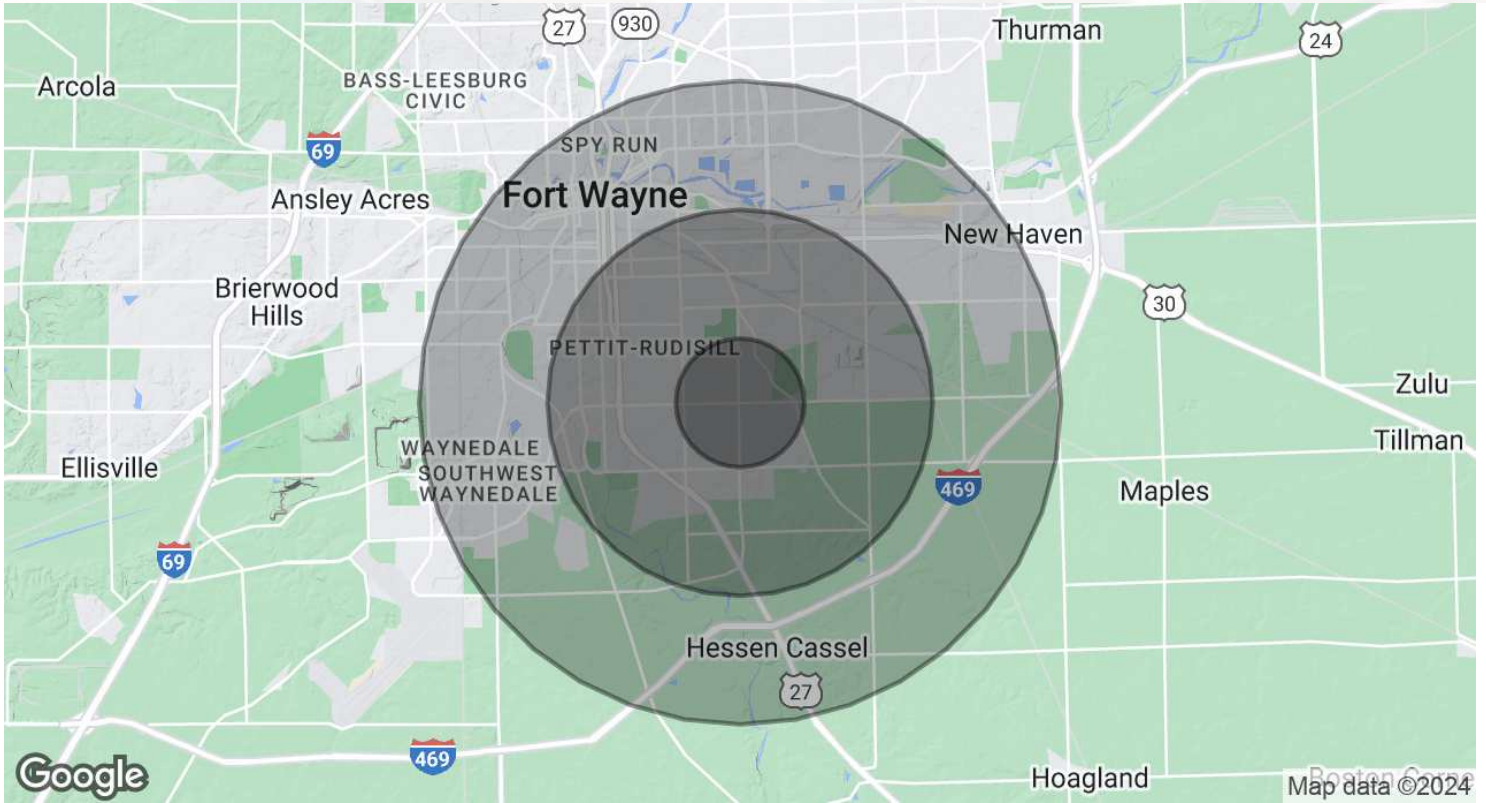 27
930
Thurman
24
Arcola
BASS-LEESBURG
CIVIC
69
SPY RUN
Ansley Acres
Fort Wayne
New Haven
Brierwood
Hills
30
PETTIT-RUDISILL
Zulu
Tillman
WAYNEDALE
Ellisville
SOUTHWEST
WAYNEDALE
469
Maples
69
Hessen Cassel
27
469
Google
Hoagland
Boston Corne
Map data ©2024